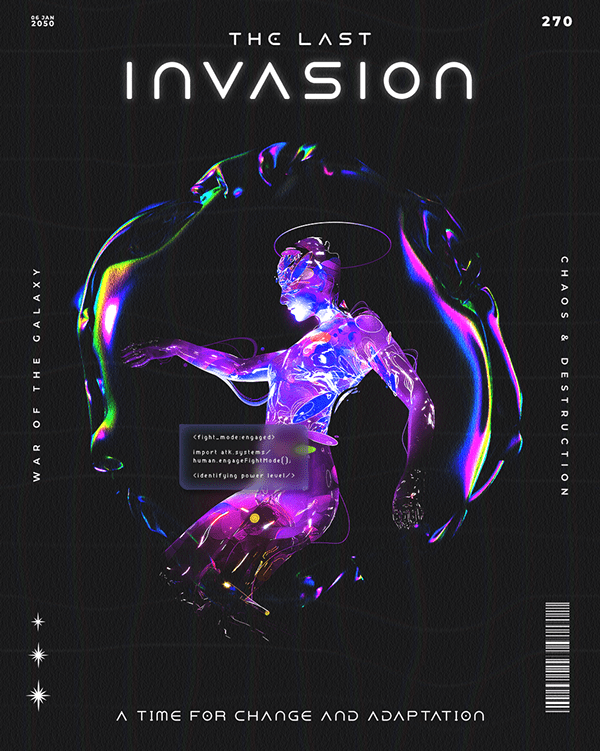 06 JAN
2050
270
THE LAST
INVASION
WAR OF THE GALAXY
CHAOS & DESTRUCTION
<fight_mode:engaged>
import atk.systems/
human.engageFightMode();
<identifying power level/>
A TIME FOR CHANGE AND ADAPTATION